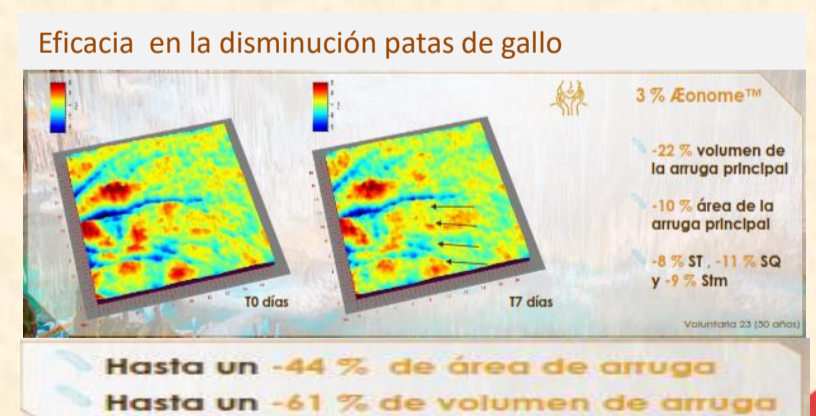 Eficacia en la disminución patas de gallo
3 % Æonome™
-22 % volumen de
la arruga principal
-10 % área de la
arruga principal
-8 % ST , -11 % SQ
y -9 % Stm
T0 días
T7 días
Voluntaria 23 (50 años)
Hasta un -44 % de área de arruga
Hasta un -61 % de volumen de arruga